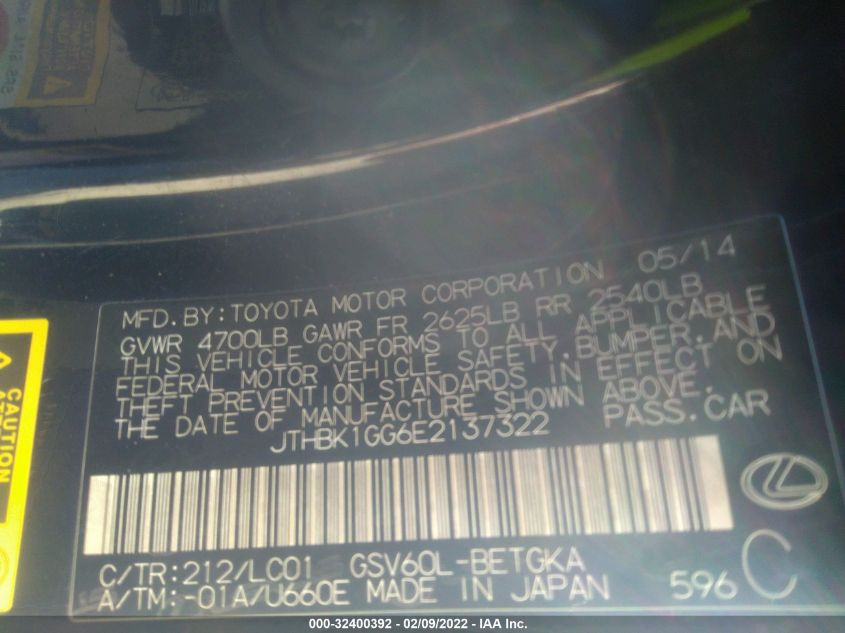 MFD.BY:TOYOTA MOTOR CORPORATION 05/14
GVWR 4700LB GAWR FR 2625LB RR 2540LB
THIS VEHICLE CONFORMS TO ALL APPLICABLE
FEDERAL MOTOR VEHICLE SAFETY,BUMPER,AND
THEFT PREVENTION STANDARDS IN EFFECT ON
THE DATE OF MANUFACTURE SHOWN ABOVE.
JTHBK1GG6E2137322 PASS.CAR
C/TR:212/LC01 GSV60L-BETGKA
A/TM:-01A/U660E MADE IN JAPAN 596 C
CAUTION
000-32400392 - 02/09/2022 - IAA Inc.